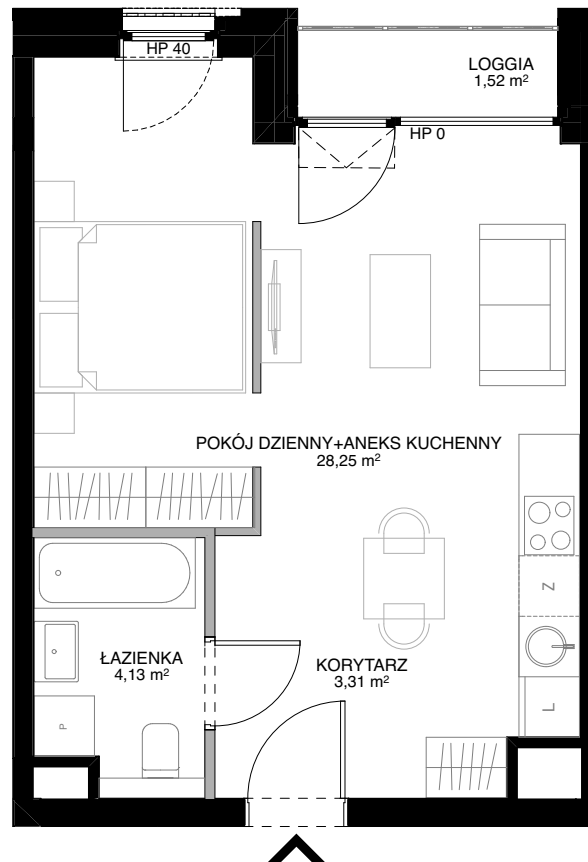 HP 40
LOGGIA
1,52 m²
HP 0
POKÓJ DZIENNY+ANEKS KUCHENNY
28,25 m²
Z
ŁAZIENKA
4,13 m²
KORYTARZ
3,31 m²
P
L